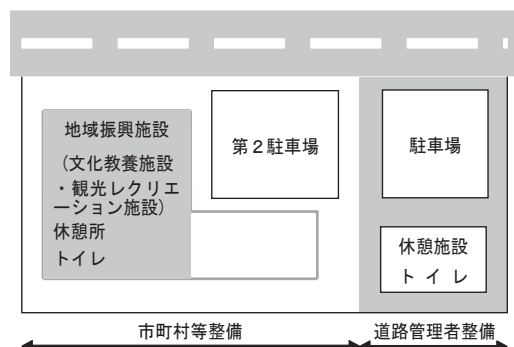 地域振興施設
（文化教養施設
・観光レクリエ
ーション施設）
休憩所
トイレ
第２駐車場
駐車場
休憩施設
トイレ
市町村等整備
道路管理者整備